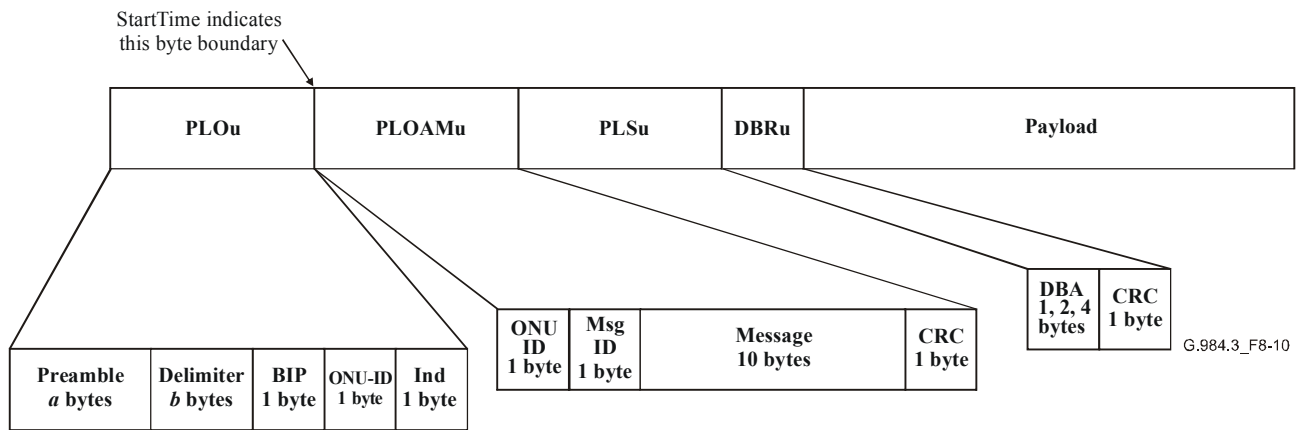 StartTime indicates
this byte boundary
PLOu
PLOAMu
PLSu
DBRu
Payload
DBA
1, 2, 4
bytes
CRC
1 byte
ONU
ID
1 byte
Msg
ID
1 byte
Message
10 bytes
CRC
1 byte
G.984.3_F8-10
Preamble
a bytes
Delimiter
b bytes
BIP
1 byte
ONU-ID
1 byte
Ind
1 byte